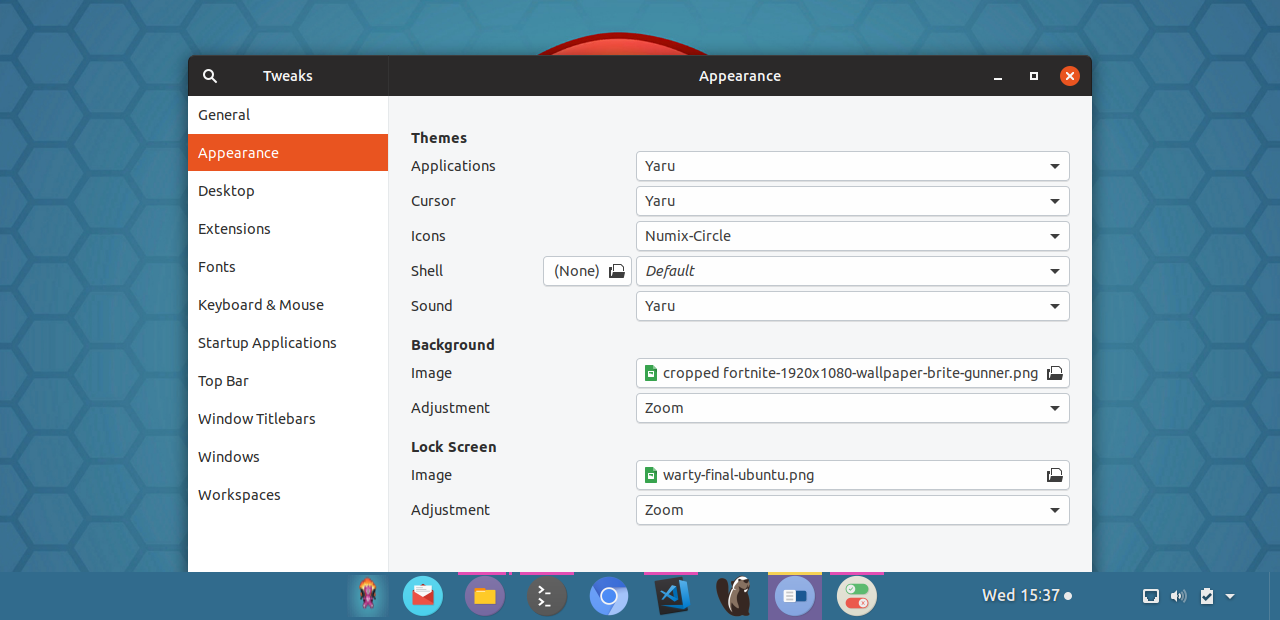 Tweaks
Appearance
General
Appearance
Desktop
Extensions
Fonts
Keyboard & Mouse
Startup Applications
Top Bar
Window Titlebars
Windows
Workspaces
Themes
Applications Yaru
Cursor Yaru
Icons Numix-Circle
Shell (None) Default
Sound Yaru
Background
Image cropped fortnite-1920x1080-wallpaper-brite-gunner.png
Adjustment Zoom
Lock Screen
Image warty-final-ubuntu.png
Adjustment Zoom
Wed 15:37